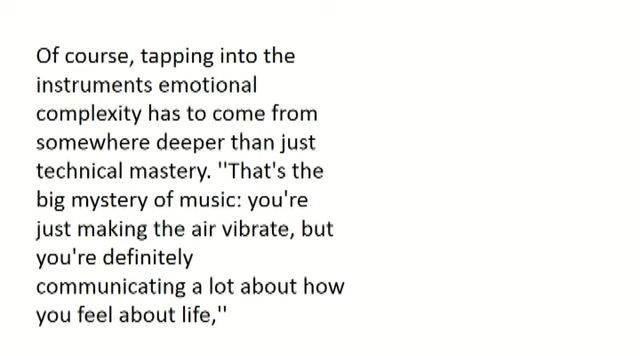 Of course, tapping into the
instruments emotional
complexity has to come from
somewhere deeper than just
technical mastery. "That's the
big mystery of music: you're
just making the air vibrate, but
you're definitely
communicating a lot about how
you feel about life,"